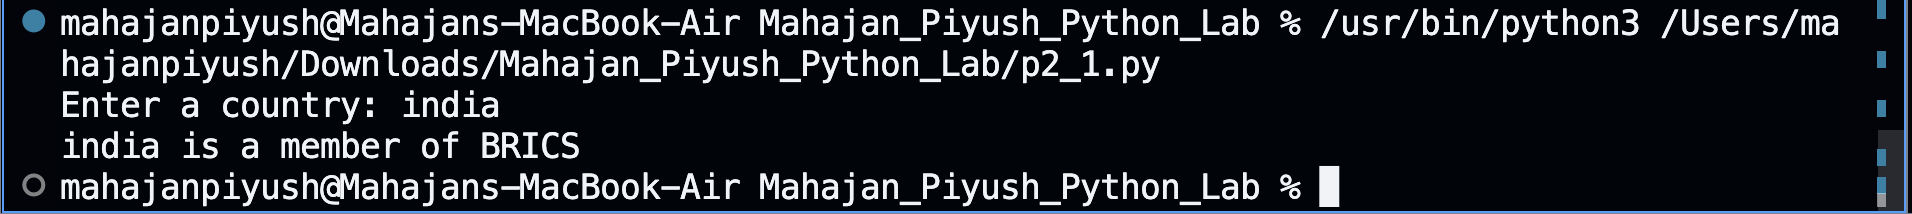 mahajanpiyush@Mahajans-MacBook-Air Mahajan_Piyush_Python_Lab % /usr/bin/python3 /Users/ma
hajanpiyush/Downloads/Mahajan_Piyush_Python_Lab/p2_1.py
Enter a country: india
india is a member of BRICS
mahajanpiyush@Mahajans-MacBook-Air Mahajan_Piyush_Python_Lab %